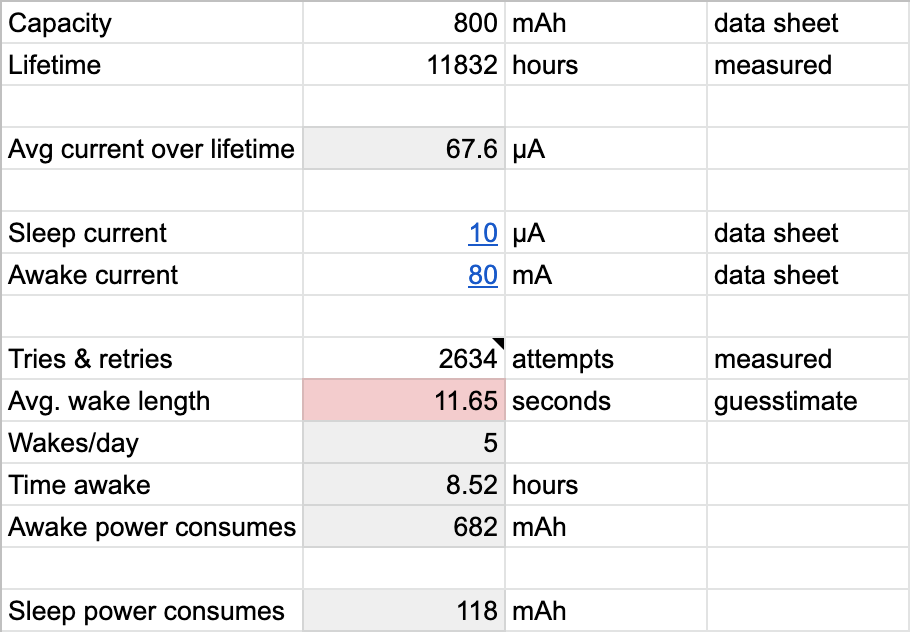 Capacity 800 mAh data sheet
Lifetime 11832 hours measured
Avg current over lifetime 67.6 µA
Sleep current 10 µA data sheet
Awake current 80 mA data sheet
Tries & retries 2634 attempts measured
Avg. wake length 11.65 seconds guesstimate
Wakes/day 5
Time awake 8.52 hours
Awake power consumes 682 mAh
Sleep power consumes 118 mAh